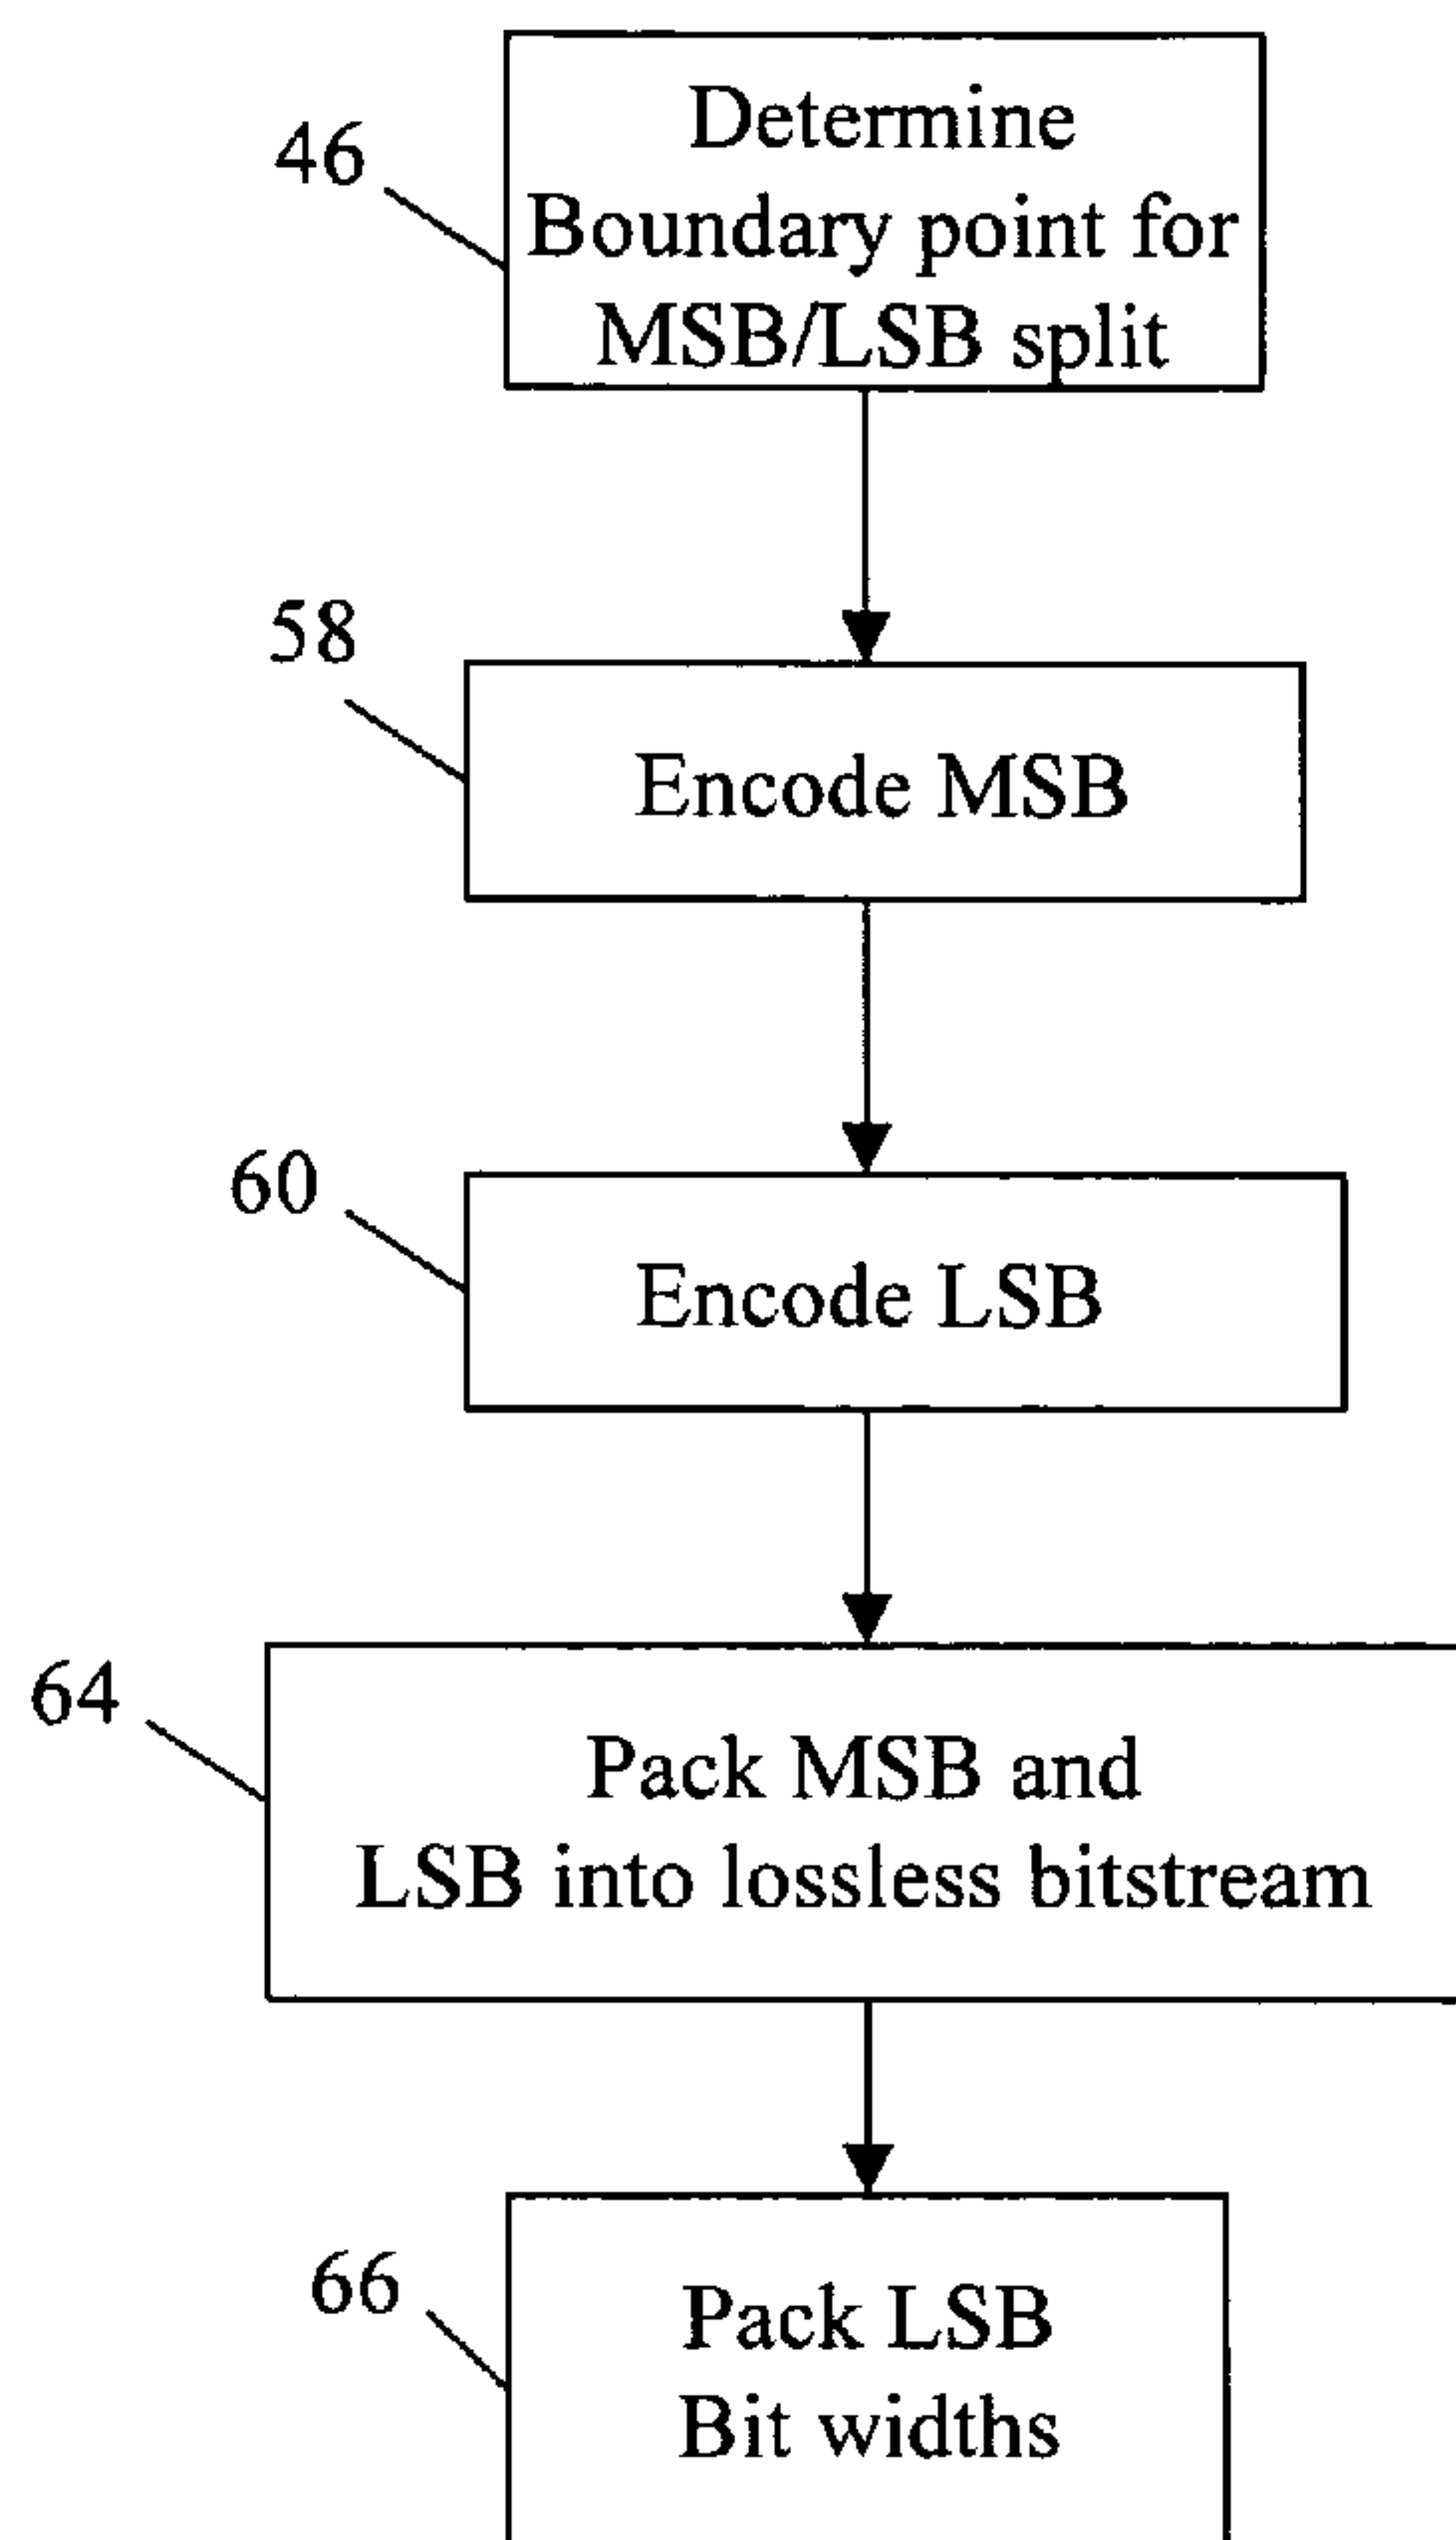 46
Determine
Boundary point for
MSB/LSB split
58
Encode MSB
60
Encode LSB
64
Pack MSB and
LSB into lossless bitstream
66
Pack LSB
Bit widths